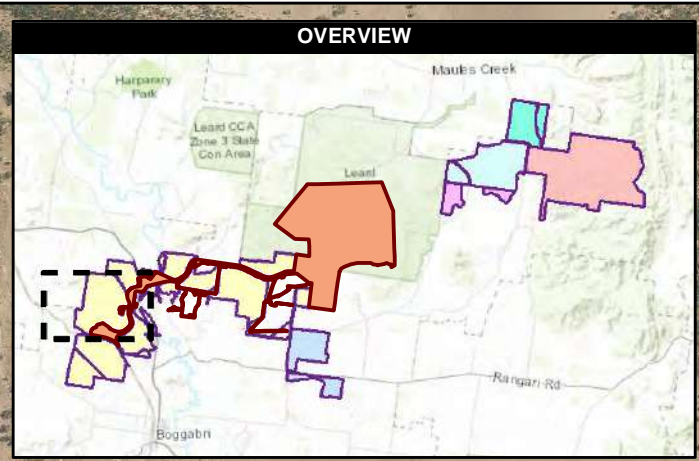 OVERVIEW
Maules Creek
Harparary
Park
Leard CCA
Zone 3 State
Con Area
Leard
Rangari-Rd
Boggabri